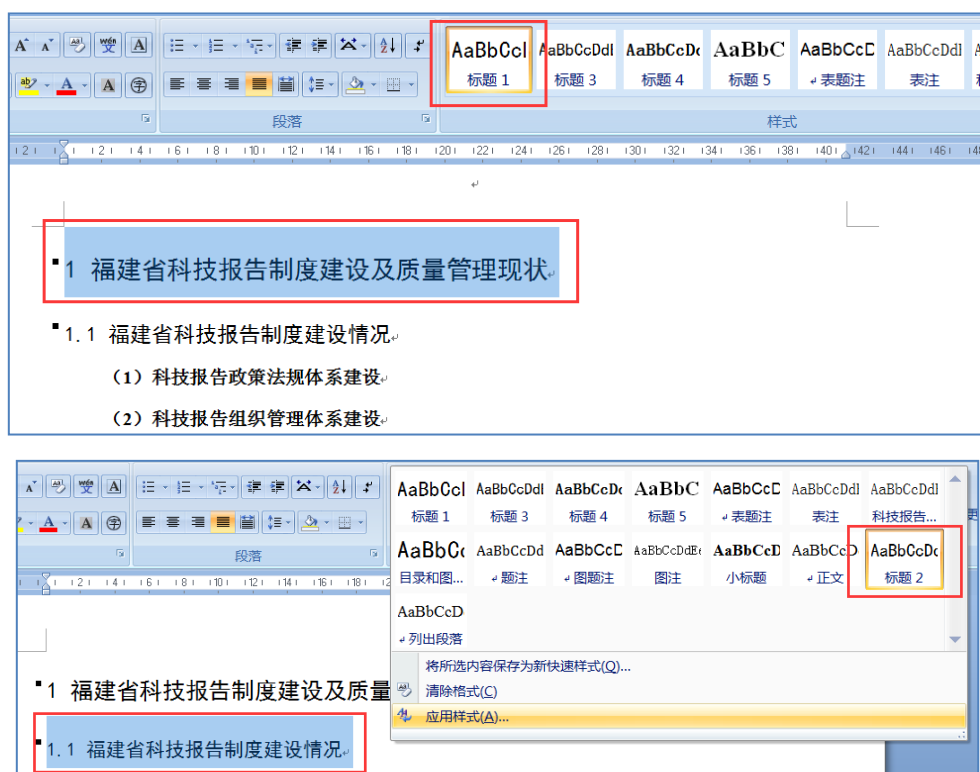 AaBbCcI AaBbCcDdI AaBbCcDc AaBbC AaBbCcD AaBbCcDdI
标题 1 标题 3 标题 4 标题 5 ↵表题注 表注
段落 样式
1 福建省科技报告制度建设及质量管理现状
1.1 福建省科技报告制度建设情况
（1）科技报告政策法规体系建设
（2）科技报告组织管理体系建设
AaBbCcI AaBbCcDdI AaBbCcDc AaBbC AaBbCcD AaBbCcDdI AaBbCcDdI
标题 1 标题 3 标题 4 标题 5 ↵表题注 表注 科技报告...
段落
AaBbCc AaBbCcDd AaBbCcD AaBbCcDdEe AaBbCcD AaBbCcD AaBbCcDc
目录和图... ↵题注 ↵图题注 图注 小标题 ↵正文 标题 2
AaBbCcD
↵列出段落
将所选内容保存为新快速样式(Q)...
清除格式(C)
应用样式(A)...
1 福建省科技报告制度建设及质量
1.1 福建省科技报告制度建设情况